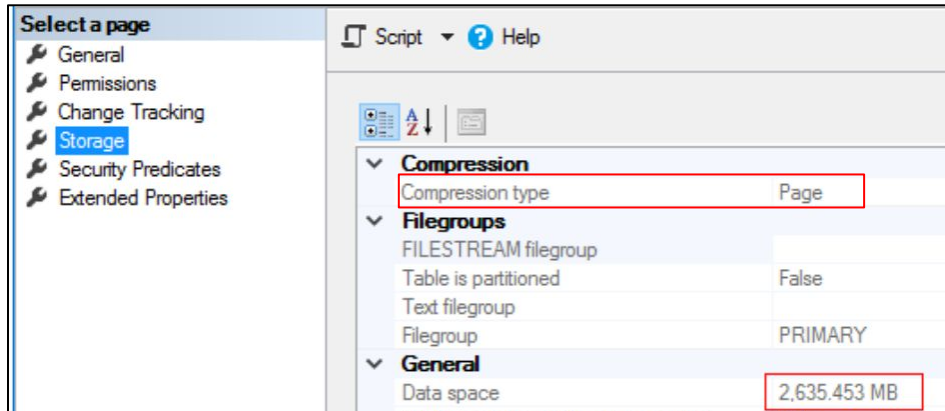 Select a page
General
Permissions
Change Tracking
Storage
Security Predicates
Extended Properties
Script Help
Compression
Compression type Page
Filegroups
FILESTREAM filegroup
Table is partitioned False
Text filegroup
Filegroup PRIMARY
General
Data space 2,635.453 MB